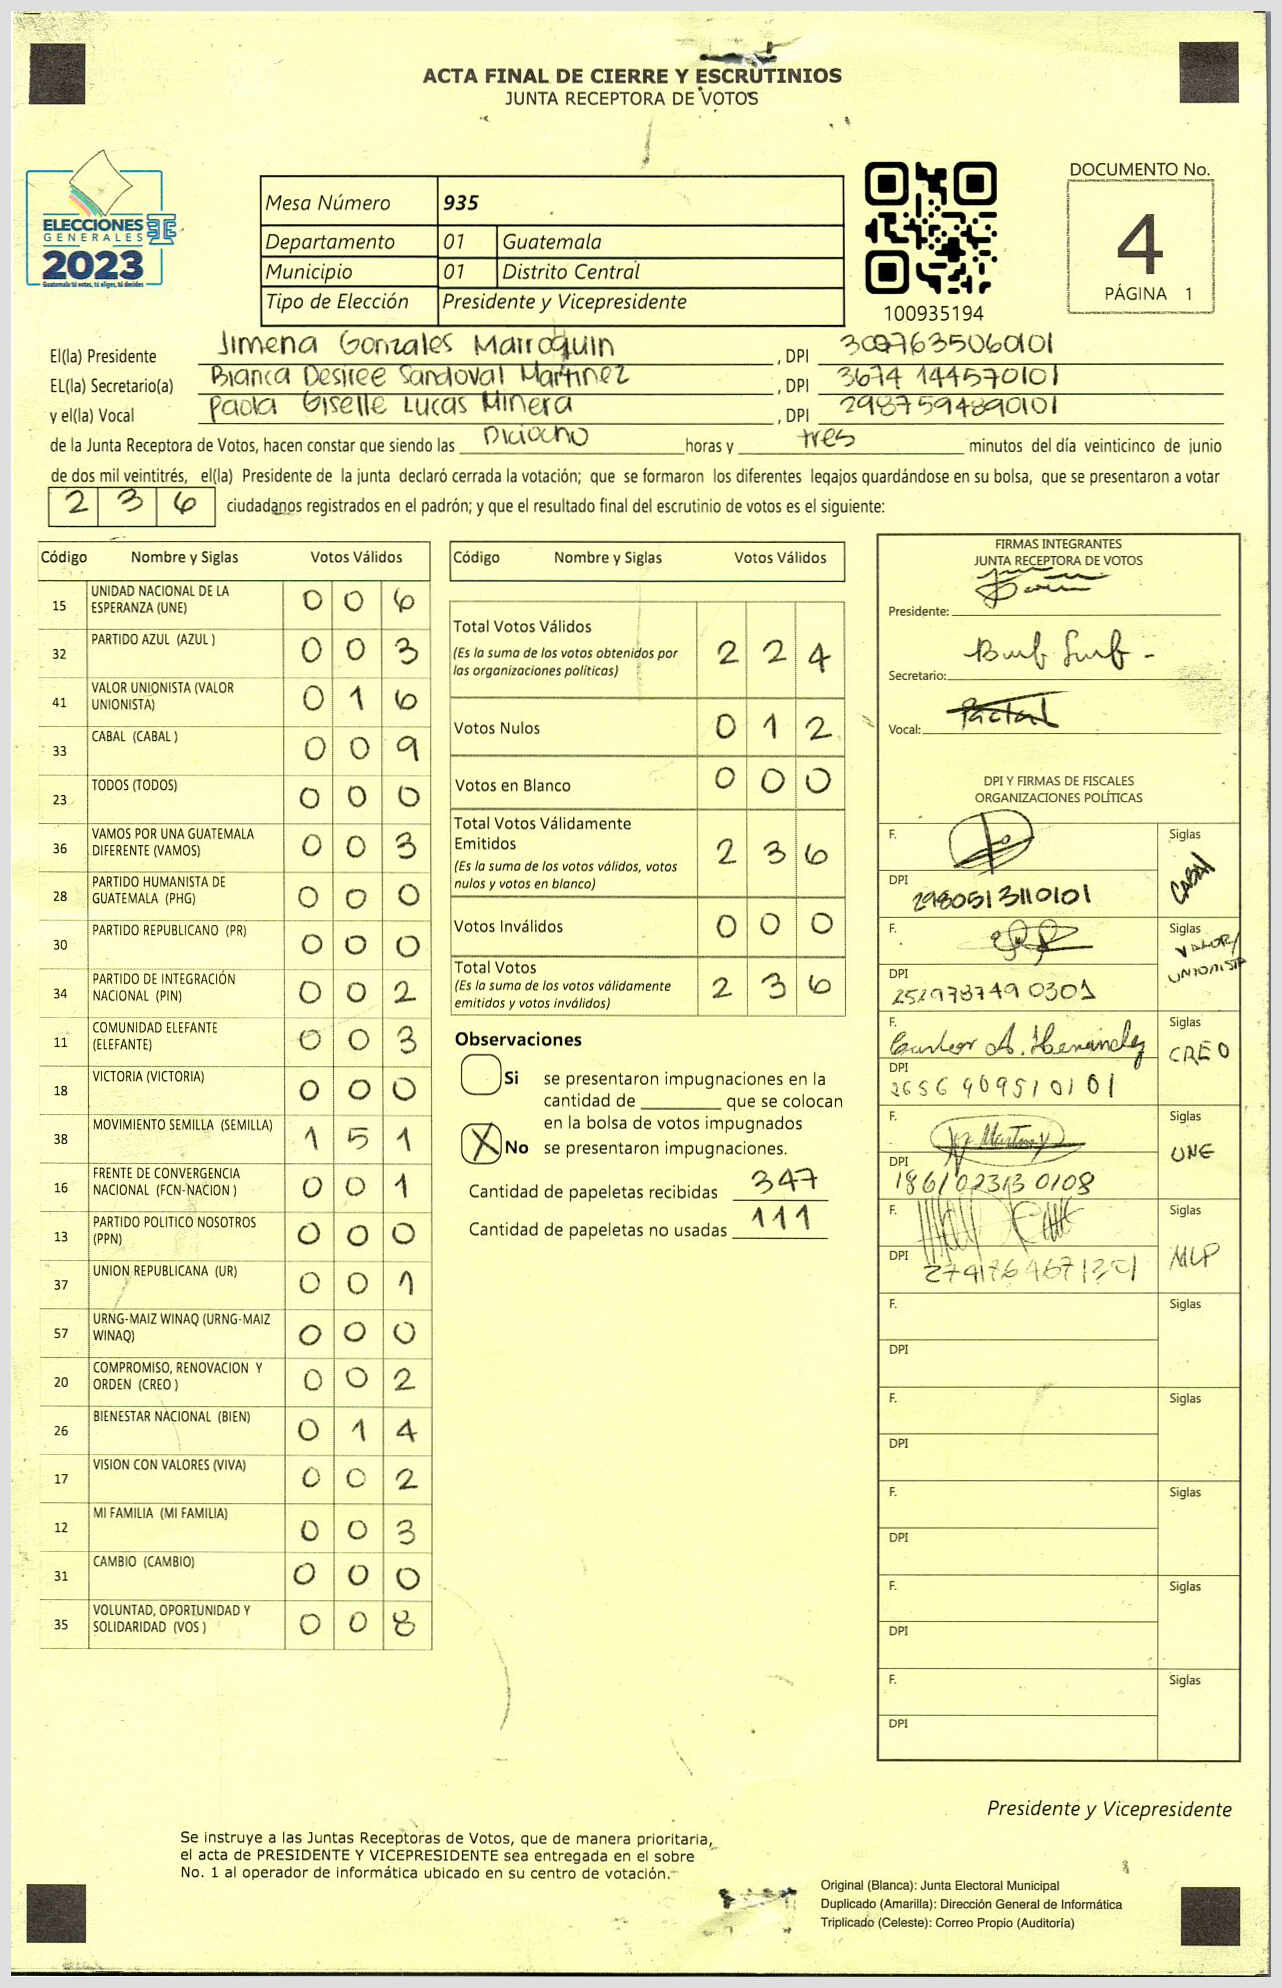 ACTA FINAL DE CIERRE Y ESCRUTINIOS
JUNTA RECEPTORA DE VOTOS
ELECCIONES
GENERALES
2023
Guatemala tú votas, tú eliges, tú decides
Mesa Número 935
Departamento 01 Guatemala
Municipio 01 Distrito Central
Tipo de Elección Presidente y Vicepresidente
100935194
DOCUMENTO No.
4
PÁGINA 1
El(la) Presidente Jimena Gonzales Marroquin, DPI 3097635060101
EL(la) Secretario(a) Bianca Desiree Sandoval Martinez, DPI 3674 144570101
y el(la) Vocal Paola Giselle Lucas Minera, DPI 2987594890101
de la Junta Receptora de Votos, hacen constar que siendo las Diciocho horas y tres minutos del día veinticinco de junio
de dos mil veintitrés, el(la) Presidente de la junta declaró cerrada la votación; que se formaron los diferentes legajos guardándose en su bolsa, que se presentaron a votar
2 3 6 ciudadanos registrados en el padrón; y que el resultado final del escrutinio de votos es el siguiente:
Código Nombre y Siglas Votos Válidos
15 UNIDAD NACIONAL DE LA ESPERANZA (UNE) 0 0 6
32 PARTIDO AZUL (AZUL ) 0 0 3
41 VALOR UNIONISTA (VALOR UNIONISTA) 0 1 6
33 CABAL (CABAL ) 0 0 9
23 TODOS (TODOS) 0 0 0
36 VAMOS POR UNA GUATEMALA DIFERENTE (VAMOS) 0 0 3
28 PARTIDO HUMANISTA DE GUATEMALA (PHG) 0 0 0
30 PARTIDO REPUBLICANO (PR) 0 0 0
34 PARTIDO DE INTEGRACIÓN NACIONAL (PIN) 0 0 2
11 COMUNIDAD ELEFANTE (ELEFANTE) 0 0 3
18 VICTORIA (VICTORIA) 0 0 0
38 MOVIMIENTO SEMILLA (SEMILLA) 1 5 1
16 FRENTE DE CONVERGENCIA NACIONAL (FCN-NACION ) 0 0 1
13 PARTIDO POLITICO NOSOTROS (PPN) 0 0 0
37 UNION REPUBLICANA (UR) 0 0 1
57 URNG-MAIZ WINAQ (URNG-MAIZ WINAQ) 0 0 0
20 COMPROMISO, RENOVACION Y ORDEN (CREO ) 0 0 2
26 BIENESTAR NACIONAL (BIEN) 0 1 4
17 VISION CON VALORES (VIVA) 0 0 2
12 MI FAMILIA (MI FAMILIA) 0 0 3
31 CAMBIO (CAMBIO) 0 0 0
35 VOLUNTAD, OPORTUNIDAD Y SOLIDARIDAD (VOS ) 0 0 8
Código Nombre y Siglas Votos Válidos
Total Votos Válidos 2 2 4
(Es la suma de los votos obtenidos por
las organizaciones políticas)
Votos Nulos 0 1 2
Votos en Blanco 0 0 0
Total Votos Válidamente
Emitidos 2 3 6
(Es la suma de los votos válidos, votos
nulos y votos en blanco)
Votos Inválidos 0 0 0
Total Votos 2 3 6
(Es la suma de los votos válidamente
emitidos y votos inválidos)
Observaciones
Si se presentaron impugnaciones en la
cantidad de ________ que se colocan
en la bolsa de votos impugnados
X No se presentaron impugnaciones.
Cantidad de papeletas recibidas 347
Cantidad de papeletas no usadas 111
FIRMAS INTEGRANTES
JUNTA RECEPTORA DE VOTOS
Presidente:
Secretario:
Vocal:
DPI Y FIRMAS DE FISCALES
ORGANIZACIONES POLÍTICAS
F. Siglas CABAL
DPI 2980513110101
F. Siglas VALOR/ UNIONISTA
DPI 252978749 0301
F. Carlos A. Hernández Siglas CREO
DPI 2656 909510101
F. Martinez Siglas UNE
DPI 186102313 0108
F. Siglas MLP
DPI
F. Siglas
DPI
F. Siglas
DPI
F. Siglas
DPI
F. Siglas
DPI
F. Siglas
DPI
Presidente y Vicepresidente
Se instruye a las Juntas Receptoras de Votos, que de manera prioritaria,
el acta de PRESIDENTE Y VICEPRESIDENTE sea entregada en el sobre
No. 1 al operador de informática ubicado en su centro de votación.
Original (Blanca): Junta Electoral Municipal
Duplicado (Amarilla): Dirección General de Informática
Triplicado (Celeste): Correo Propio (Auditoría)